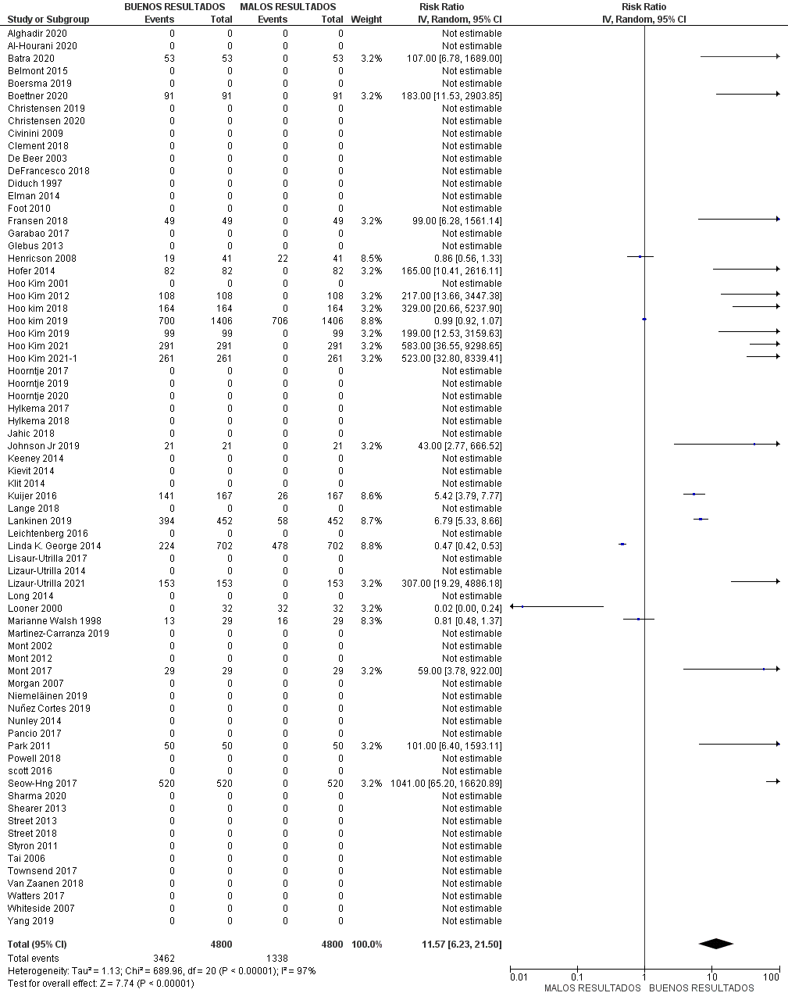 BUENOS RESULTADOS MALOS RESULTADOS Risk Ratio Risk Ratio
Study or Subgroup Events Total Events Total Weight IV, Random, 95% CI IV, Random, 95% CI
Alghadir 2020 0 0 0 0 Not estimable
Al-Hourani 2020 0 0 0 0 Not estimable
Batra 2020 53 53 0 53 3.2% 107.00 [6.78, 1689.00]
Belmont 2015 0 0 0 0 Not estimable
Boersma 2019 0 0 0 0 Not estimable
Boettner 2020 91 91 0 91 3.2% 183.00 [11.53, 2903.85]
Christensen 2019 0 0 0 0 Not estimable
Christensen 2020 0 0 0 0 Not estimable
Civinini 2009 0 0 0 0 Not estimable
Clement 2018 0 0 0 0 Not estimable
De Beer 2003 0 0 0 0 Not estimable
DeFrancesco 2018 0 0 0 0 Not estimable
Diduch 1997 0 0 0 0 Not estimable
Elman 2014 0 0 0 0 Not estimable
Foot 2010 0 0 0 0 Not estimable
Fransen 2018 49 49 0 49 3.2% 99.00 [6.28, 1561.14]
Garabao 2017 0 0 0 0 Not estimable
Glebus 2013 0 0 0 0 Not estimable
Henricson 2008 19 41 22 41 8.5% 0.86 [0.56, 1.33]
Hofer 2014 82 82 0 82 3.2% 165.00 [10.41, 2616.11]
Hoo Kim 2001 0 0 0 0 Not estimable
Hoo Kim 2012 108 108 0 108 3.2% 217.00 [13.66, 3447.38]
Hoo kim 2018 164 164 0 164 3.2% 329.00 [20.66, 5237.90]
Hoo kim 2019 700 1406 706 1406 8.8% 0.99 [0.92, 1.07]
Hoo Kim 2019 99 99 0 99 3.2% 199.00 [12.53, 3159.63]
Hoo Kim 2021 291 291 0 291 3.2% 583.00 [36.55, 9298.65]
Hoo Kim 2021-1 261 261 0 261 3.2% 523.00 [32.80, 8339.41]
Hoorntje 2017 0 0 0 0 Not estimable
Hoorntje 2019 0 0 0 0 Not estimable
Hoorntje 2020 0 0 0 0 Not estimable
Hylkema 2017 0 0 0 0 Not estimable
Hylkema 2018 0 0 0 0 Not estimable
Jahic 2018 0 0 0 0 Not estimable
Johnson Jr 2019 21 21 0 21 3.2% 43.00 [2.77, 666.52]
Keeney 2014 0 0 0 0 Not estimable
Kievit 2014 0 0 0 0 Not estimable
Klit 2014 0 0 0 0 Not estimable
Kuijer 2016 141 167 26 167 8.6% 5.42 [3.79, 7.77]
Lange 2018 0 0 0 0 Not estimable
Lankinen 2019 394 452 58 452 8.7% 6.79 [5.33, 8.66]
Leichtenberg 2016 0 0 0 0 Not estimable
Linda K. George 2014 224 702 478 702 8.8% 0.47 [0.42, 0.53]
Lisaur-Utrilla 2017 0 0 0 0 Not estimable
Lizaur-Utrilla 2014 0 0 0 0 Not estimable
Lizaur-Utrilla 2021 153 153 0 153 3.2% 307.00 [19.29, 4886.18]
Long 2014 0 0 0 0 Not estimable
Looner 2000 0 32 32 32 3.2% 0.02 [0.00, 0.24]
Marianne Walsh 1998 13 29 16 29 8.3% 0.81 [0.48, 1.37]
Martinez-Carranza 2019 0 0 0 0 Not estimable
Mont 2002 0 0 0 0 Not estimable
Mont 2012 0 0 0 0 Not estimable
Mont 2017 29 29 0 29 3.2% 59.00 [3.78, 922.00]
Morgan 2007 0 0 0 0 Not estimable
Niemeläinen 2019 0 0 0 0 Not estimable
Nuñez Cortes 2019 0 0 0 0 Not estimable
Nunley 2014 0 0 0 0 Not estimable
Pancio 2017 0 0 0 0 Not estimable
Park 2011 50 50 0 50 3.2% 101.00 [6.40, 1593.11]
Powell 2018 0 0 0 0 Not estimable
scott 2016 0 0 0 0 Not estimable
Seow-Hng 2017 520 520 0 520 3.2% 1041.00 [65.20, 16620.89]
Sharma 2020 0 0 0 0 Not estimable
Shearer 2013 0 0 0 0 Not estimable
Street 2013 0 0 0 0 Not estimable
Street 2018 0 0 0 0 Not estimable
Styron 2011 0 0 0 0 Not estimable
Tai 2006 0 0 0 0 Not estimable
Townsend 2017 0 0 0 0 Not estimable
Van Zaanen 2018 0 0 0 0 Not estimable
Watters 2017 0 0 0 0 Not estimable
Whiteside 2007 0 0 0 0 Not estimable
Yang 2019 0 0 0 0 Not estimable
Total (95% CI) 4800 4800 100.0% 11.57 [6.23, 21.50]
Total events 3462 1338
Heterogeneity: Tau² = 1.13; Chi² = 689.96, df = 20 (P < 0.00001); I² = 97%
Test for overall effect: Z = 7.74 (P < 0.00001)
0.01 0.1 1 10 100
MALOS RESULTADOS BUENOS RESULTADOS